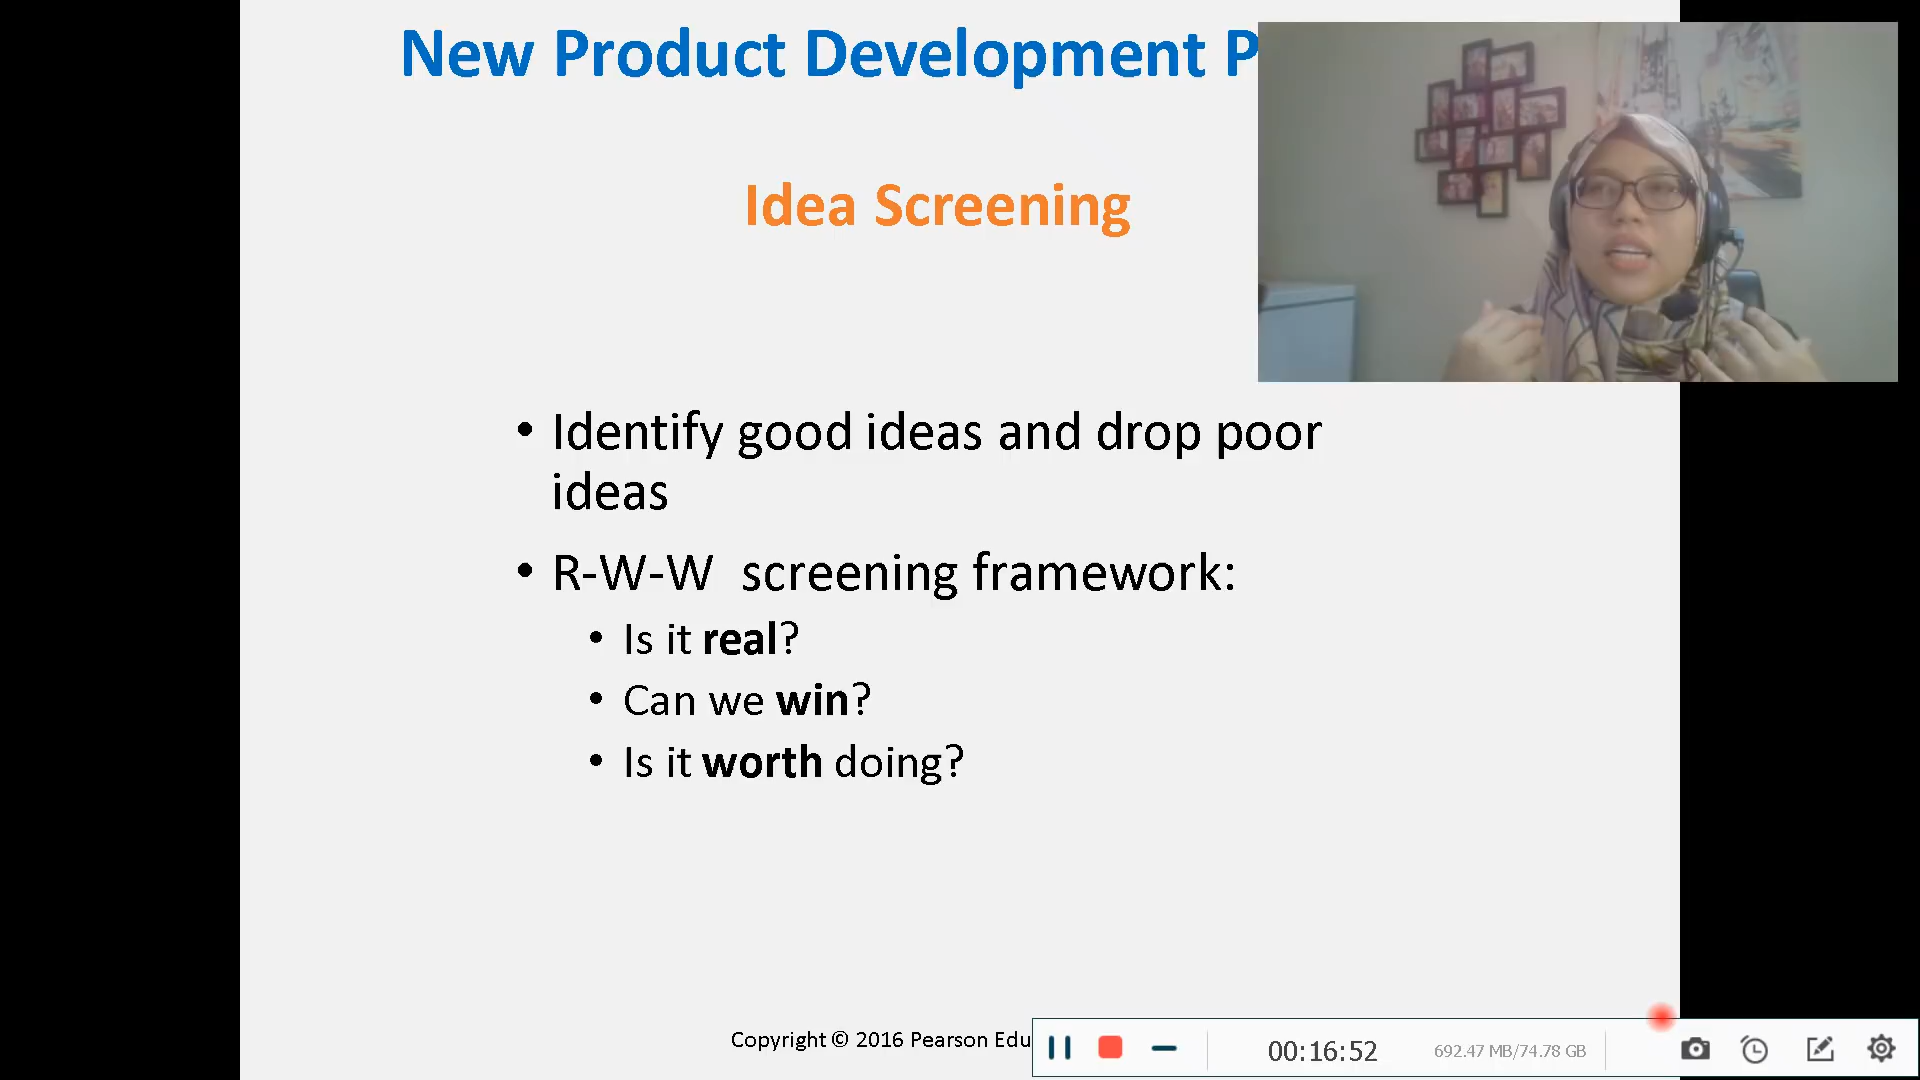 New Product Development P
Idea Screening
• Identify good ideas and drop poor
ideas
• R-W-W screening framework:
• Is it real?
• Can we win?
• Is it worth doing?
Copyright © 2016 Pearson Edu
00:16:52
692.47 MB/74.78 GB